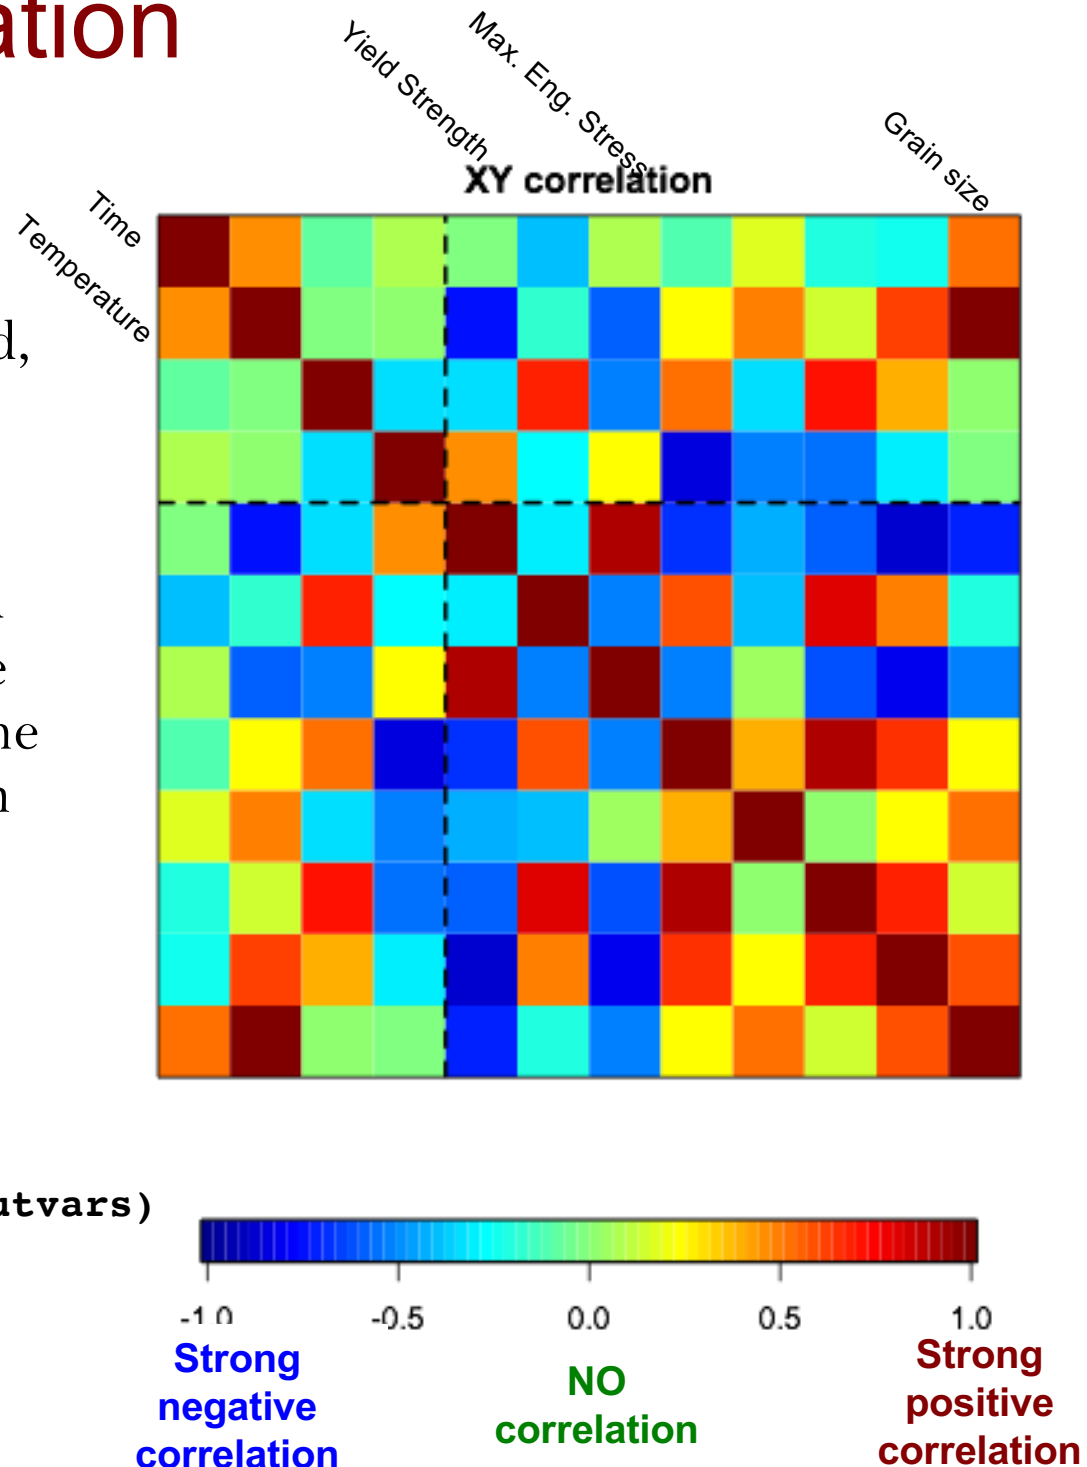 ation
Yield Strength
Max. Eng. Stress
Grain size
XY correlation
Time
Temperature
d,
e
ne
n
utvars)
-1.0
-0.5
0.0
0.5
1.0
Strong
negative
correlation
NO
correlation
Strong
positive
correlation